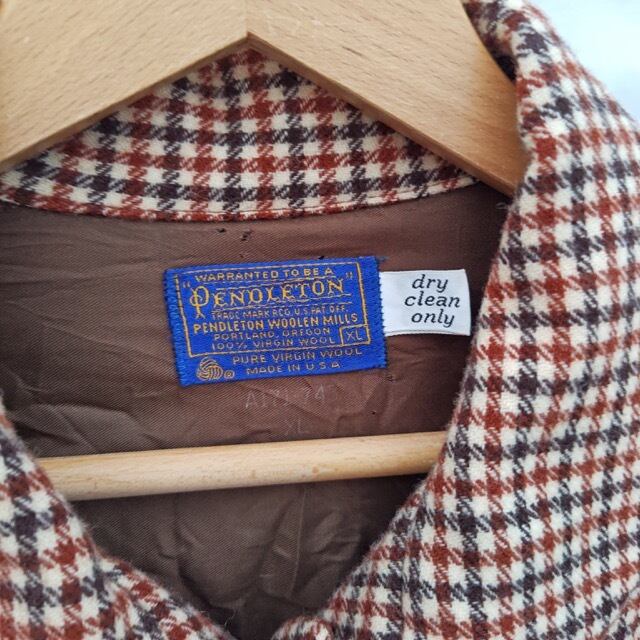 WARRANTED TO BE A
"PENDLETON"
TRADE MARK REG. U.S. PAT. OFF.
PENDLETON WOOLEN MILLS
PORTLAND, OREGON
100% VIRGIN WOOL XL
PURE VIRGIN WOOL
MADE IN U S A
dry
clean
only
XL